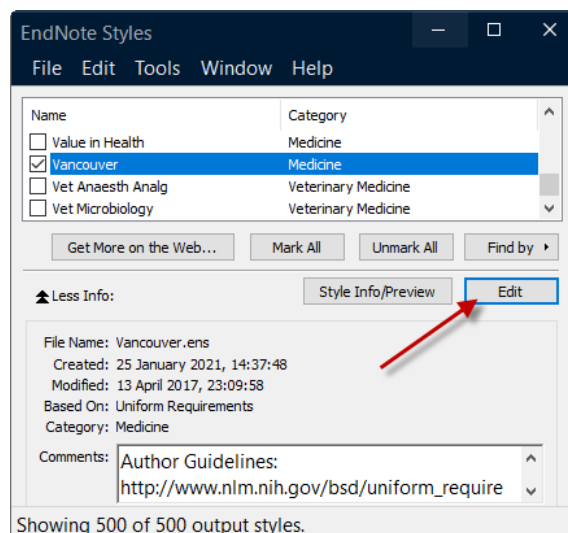 EndNote Styles
File Edit Tools Window Help
Name Category
Value in Health Medicine
Vancouver Medicine
Vet Anaesth Analg Veterinary Medicine
Vet Microbiology Veterinary Medicine
Get More on the Web... Mark All Unmark All Find by
Less Info: Style Info/Preview Edit
File Name: Vancouver.ens
Created: 25 January 2021, 14:37:48
Modified: 13 April 2017, 23:09:58
Based On: Uniform Requirements
Category: Medicine
Comments: Author Guidelines:
http://www.nlm.nih.gov/bsd/uniform_require
Showing 500 of 500 output styles.